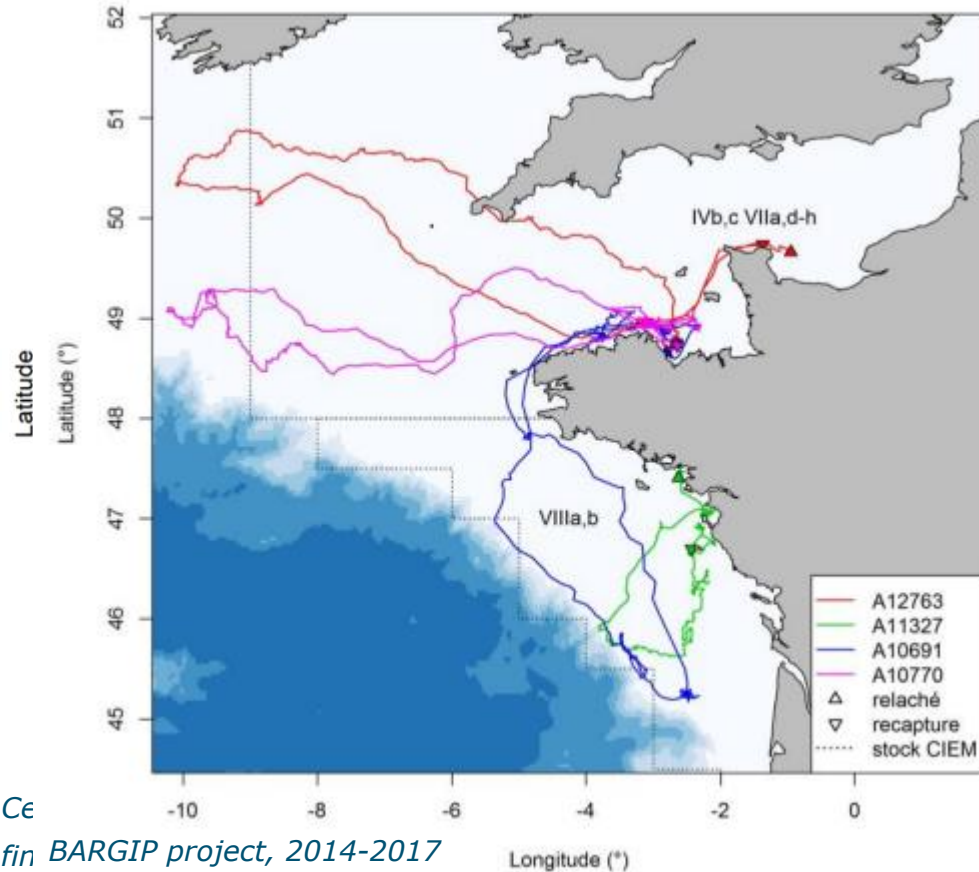 52
51
50
49
48
47
46
45
Latitude
Latitude (°)
IVb,c VIIa,d-h
VIIIa,b
A12763
A11327
A10691
A10770
relaché
recapture
stock CIEM
-10
-8
-6
-4
-2
0
Longitude (°)
BARGIP project, 2014-2017